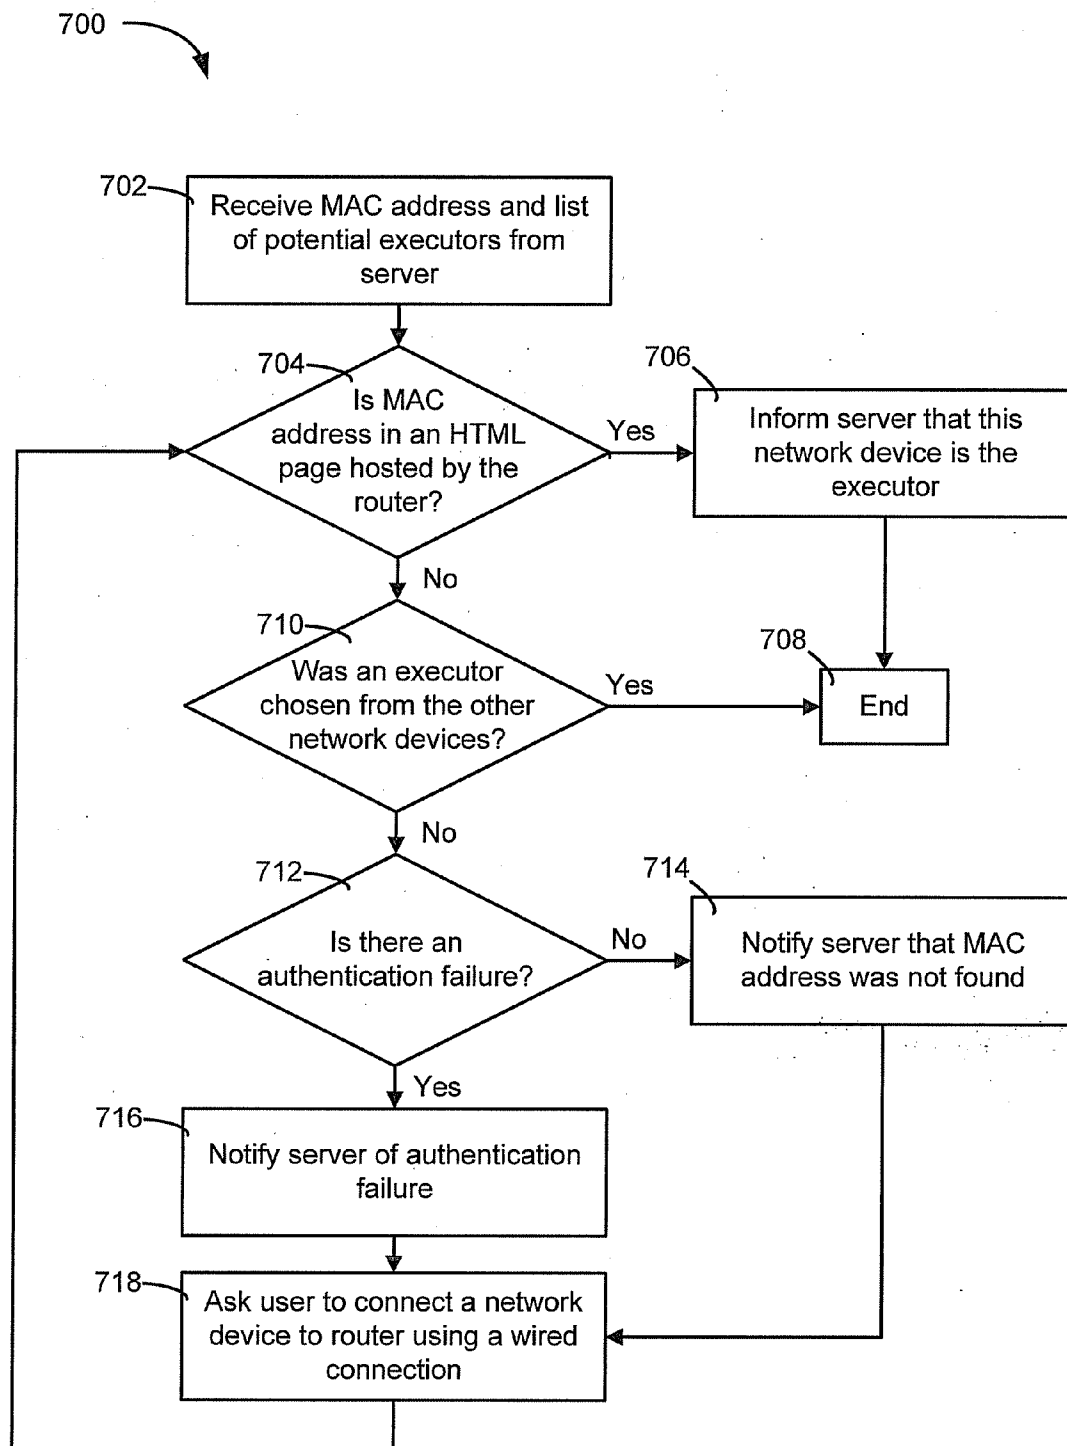 700
702
Receive MAC address and list
of potential executors from
server
704
Is MAC
address in an HTML
page hosted by the
router?
Yes
706
Inform server that this
network device is the
executor
No
710
Was an executor
chosen from the other
network devices?
Yes
708
End
No
712
Is there an
authentication failure?
No
714
Notify server that MAC
address was not found
Yes
716
Notify server of authentication
failure
718
Ask user to connect a network
device to router using a wired
connection